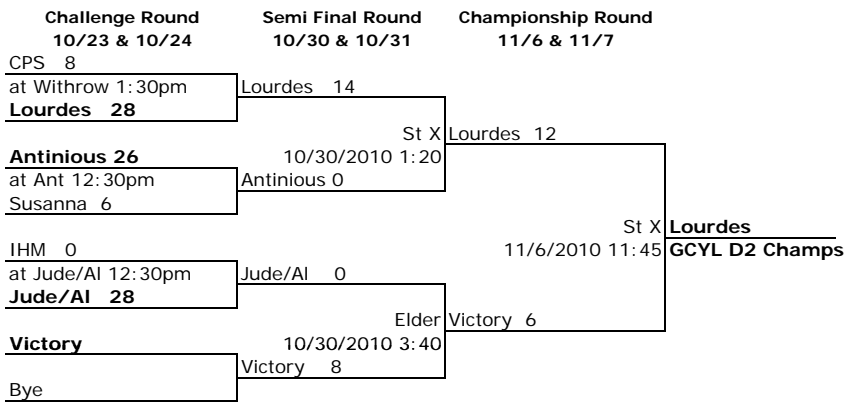 Challenge Round Semi Final Round Championship Round
10/23 & 10/24 10/30 & 10/31 11/6 & 11/7
CPS 8
at Withrow 1:30pm Lourdes 14
Lourdes 28
St X Lourdes 12
Antinious 26 10/30/2010 1:20
at Ant 12:30pm Antinious 0
Susanna 6
St X Lourdes
IHM 0 11/6/2010 11:45 GCYL D2 Champs
at Jude/Al 12:30pm Jude/Al 0
Jude/Al 28
Elder Victory 6
Victory 10/30/2010 3:40
Victory 8
Bye